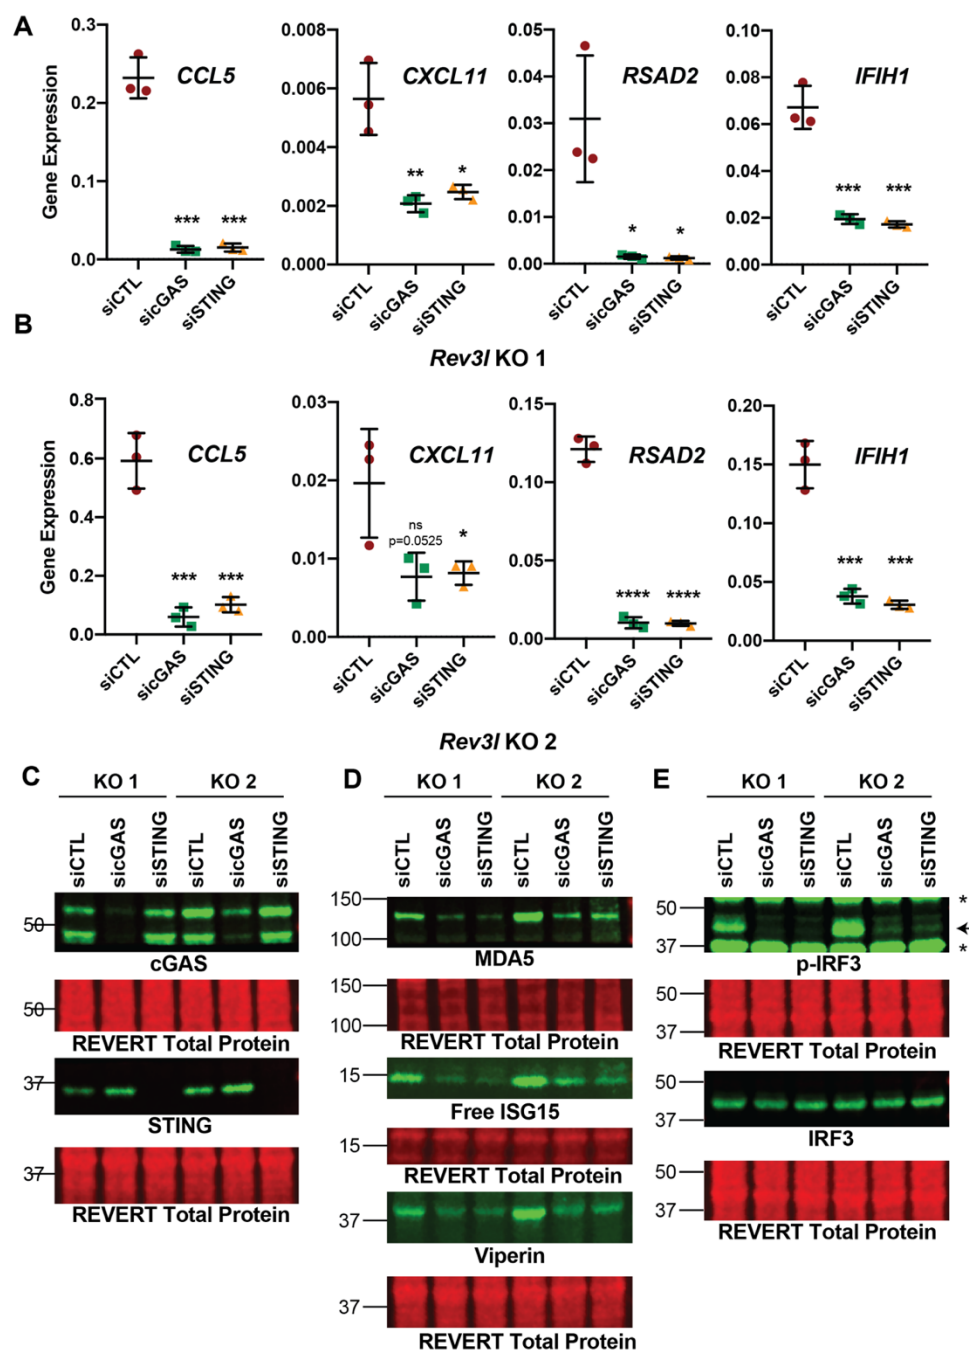 A
Gene Expression
0.3
0.2
0.1
0.0
CCL5
***
***
siCTL
sicGAS
siSTING
0.008
0.006
0.004
0.002
0.000
CXCL11
**
*
siCTL
sicGAS
siSTING
0.05
0.04
0.03
0.02
0.01
0.00
RSAD2
*
*
siCTL
sicGAS
siSTING
0.10
0.08
0.06
0.04
0.02
0.00
IFIH1
***
***
siCTL
sicGAS
siSTING
Rev3l KO 1
B
Gene Expression
0.8
0.6
0.4
0.2
0.0
CCL5
***
***
siCTL
sicGAS
siSTING
0.03
0.02
0.01
0.00
CXCL11
ns
p=0.0525
*
siCTL
sicGAS
siSTING
0.15
0.10
0.05
0.00
RSAD2
****
****
siCTL
sicGAS
siSTING
0.20
0.15
0.10
0.05
0.00
IFIH1
***
***
siCTL
sicGAS
siSTING
Rev3l KO 2
C
KO 1
KO 2
siCTL
sicGAS
siSTING
siCTL
sicGAS
siSTING
50
cGAS
50
REVERT Total Protein
37
STING
37
REVERT Total Protein
D
KO 1
KO 2
siCTL
sicGAS
siSTING
siCTL
sicGAS
siSTING
150
100
MDA5
150
100
REVERT Total Protein
15
Free ISG15
15
REVERT Total Protein
37
Viperin
37
REVERT Total Protein
E
KO 1
KO 2
siCTL
sicGAS
siSTING
siCTL
sicGAS
siSTING
50
37
*
*
p-IRF3
50
37
REVERT Total Protein
50
37
IRF3
50
37
REVERT Total Protein